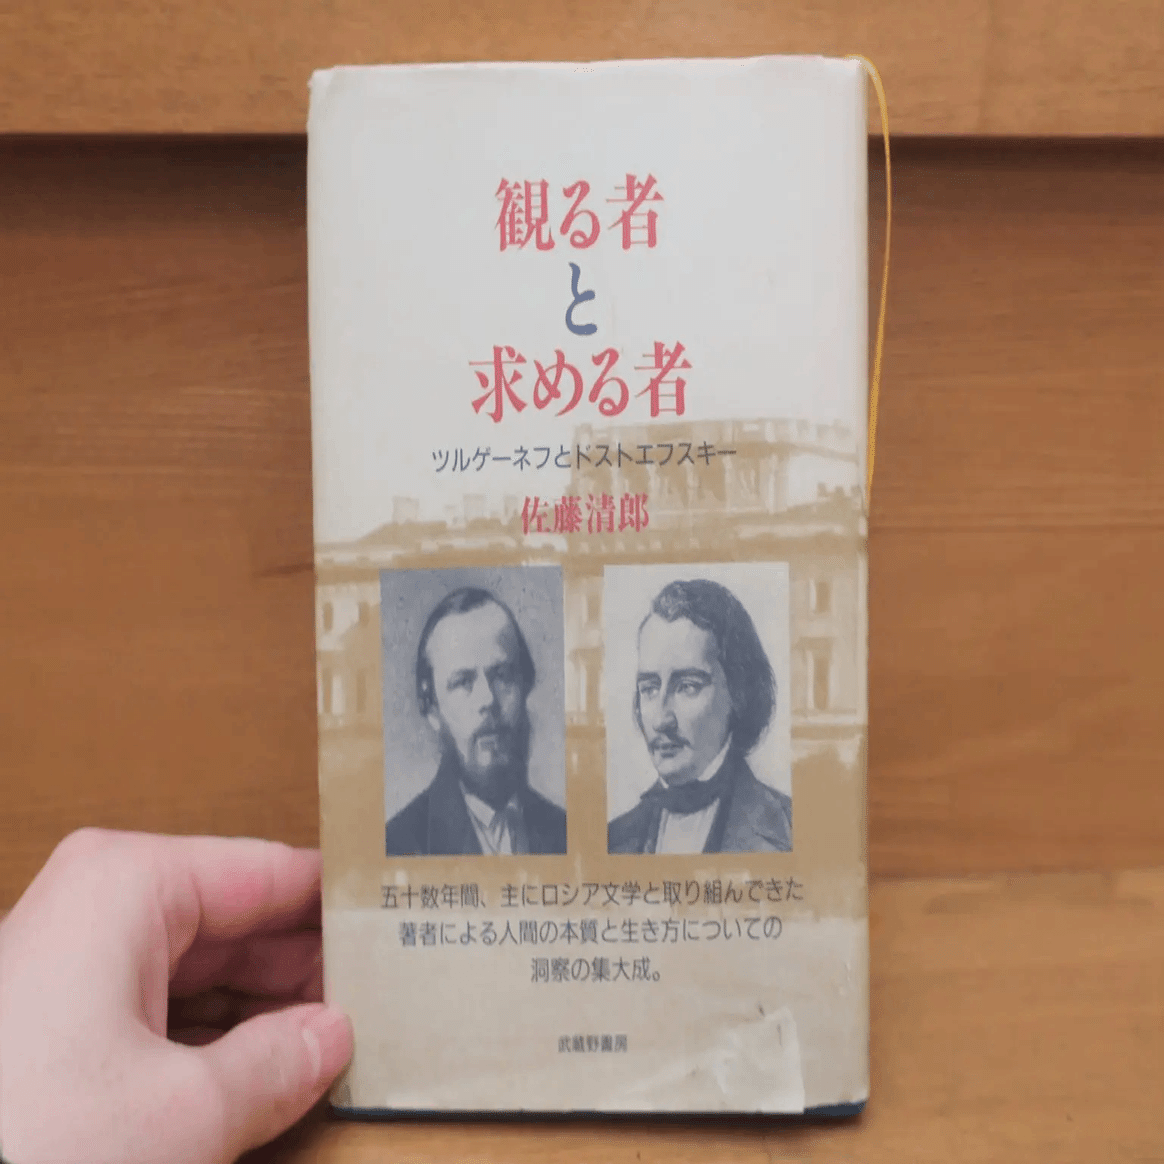 観る者
と
求める者
ツルゲーネフとドストエフスキー
佐藤清郎
五十数年間、主にロシア文学と取り組んできた
著者による人間の本質と生き方についての
洞察の集大成。
武蔵野書房